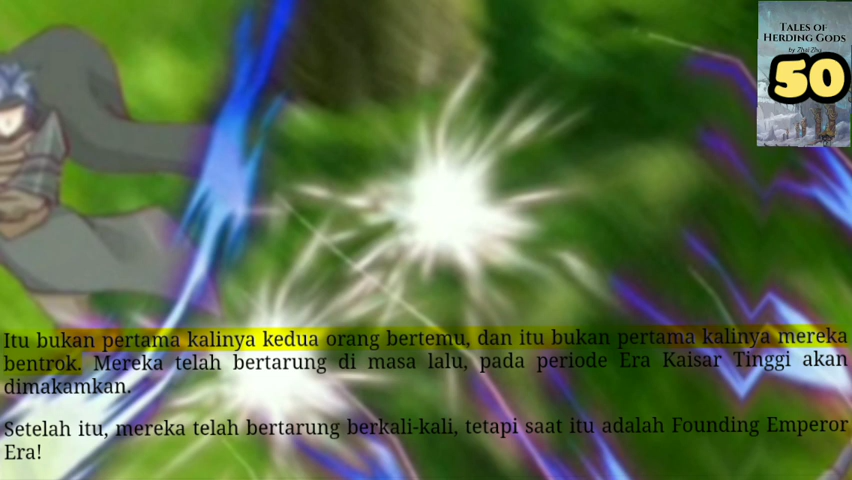 TALES OF
HERDING GODS
by Zhai Zhu
50
Itu bukan pertama kalinya kedua orang bertemu, dan itu bukan pertama kalinya mereka
bentrok. Mereka telah bertarung di masa lalu, pada periode Era Kaisar Tinggi akan
dimakamkan.
Setelah itu, mereka telah bertarung berkali-kali, tetapi saat itu adalah Founding Emperor
Era!